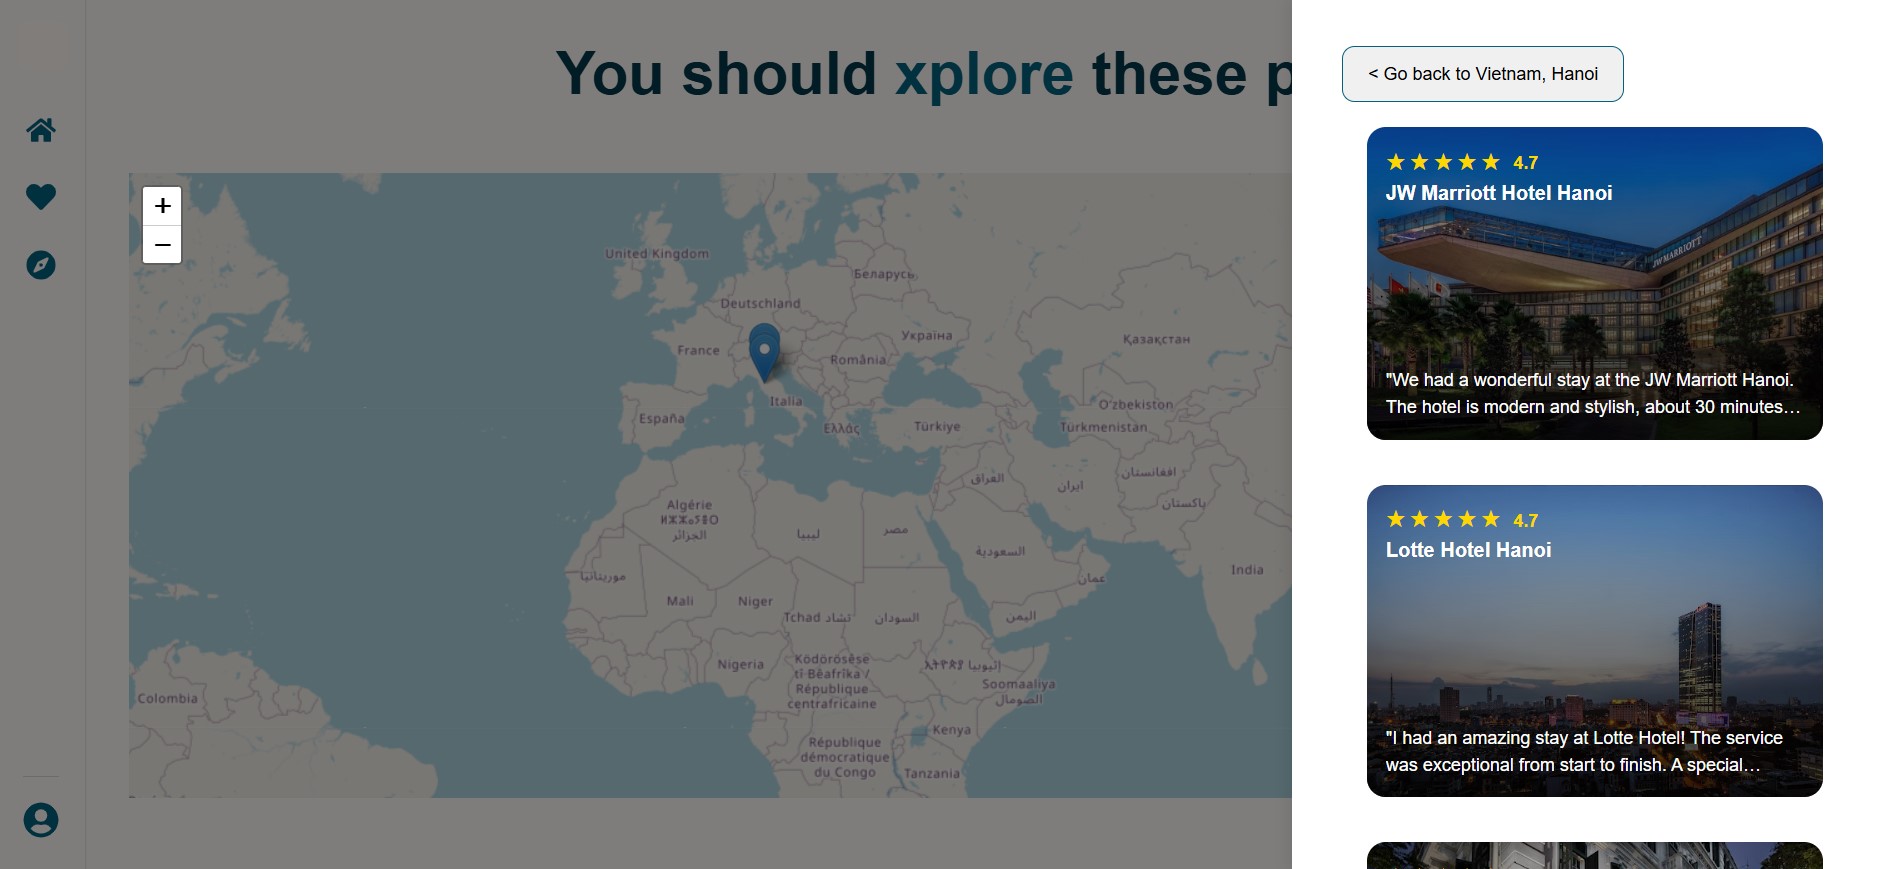 You should xplore these p
+
−
United Kingdom
Беларусь
Deutschland
Україна
France
România
Қазақстан
Italia
España
Ελλάς
Türkiye
O'zbekiston
Türkmenistan
افغانستان
العراق
ایران
پاکستان
Algérie
ⵍⵣⵣⴰⵢⴻⵔ
الجزائر
ليبيا
مصر
السعودية
عمان
India
موريتانيا
Mali
Niger
Tchad تشاد
السودان
اليمن
Nigeria
Ködörösêse
tî Bêafrîka /
République
centrafricaine
Soomaaliya
الصومال
Colombia
Kenya
République
démocratique
du Congo
Tanzania
< Go back to Vietnam, Hanoi
★★★★★ 4.7
JW Marriott Hotel Hanoi
JW MARRIOTT
"We had a wonderful stay at the JW Marriott Hanoi.
The hotel is modern and stylish, about 30 minutes…
★★★★★ 4.7
Lotte Hotel Hanoi
"I had an amazing stay at Lotte Hotel! The service
was exceptional from start to finish. A special…